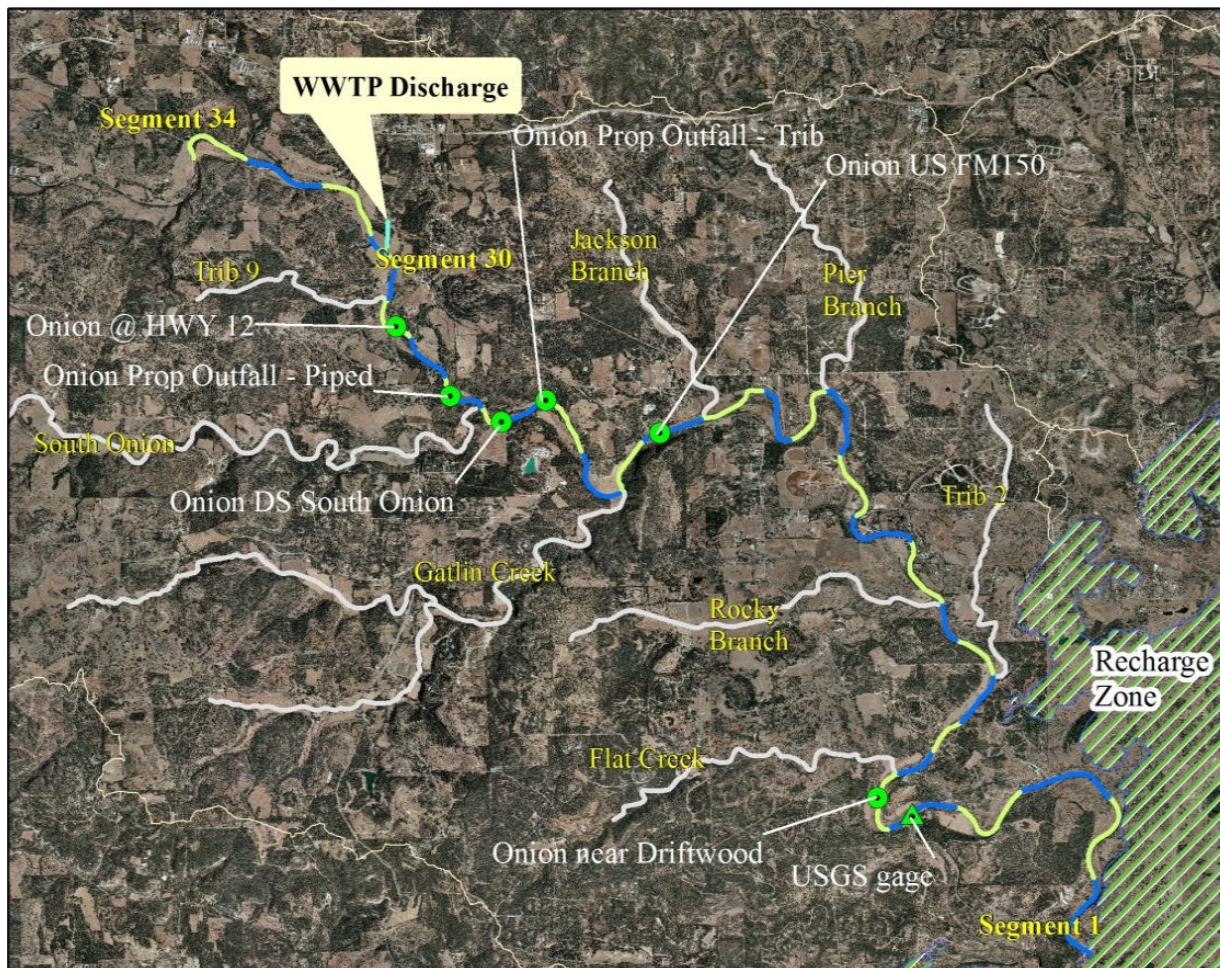 WWTP Discharge
Segment 34
Onion Prop Outfall - Trib
Onion US FM150
Jackson
Branch
Segment 30
Trib 9
Pier
Branch
Onion @ HWY 12
Onion Prop Outfall - Piped
South Onion
Onion DS South Onion
Trib 2
Gatlin Creek
Rocky
Branch
Recharge
Zone
Flat Creek
Onion near Driftwood
USGS gage
Segment 1